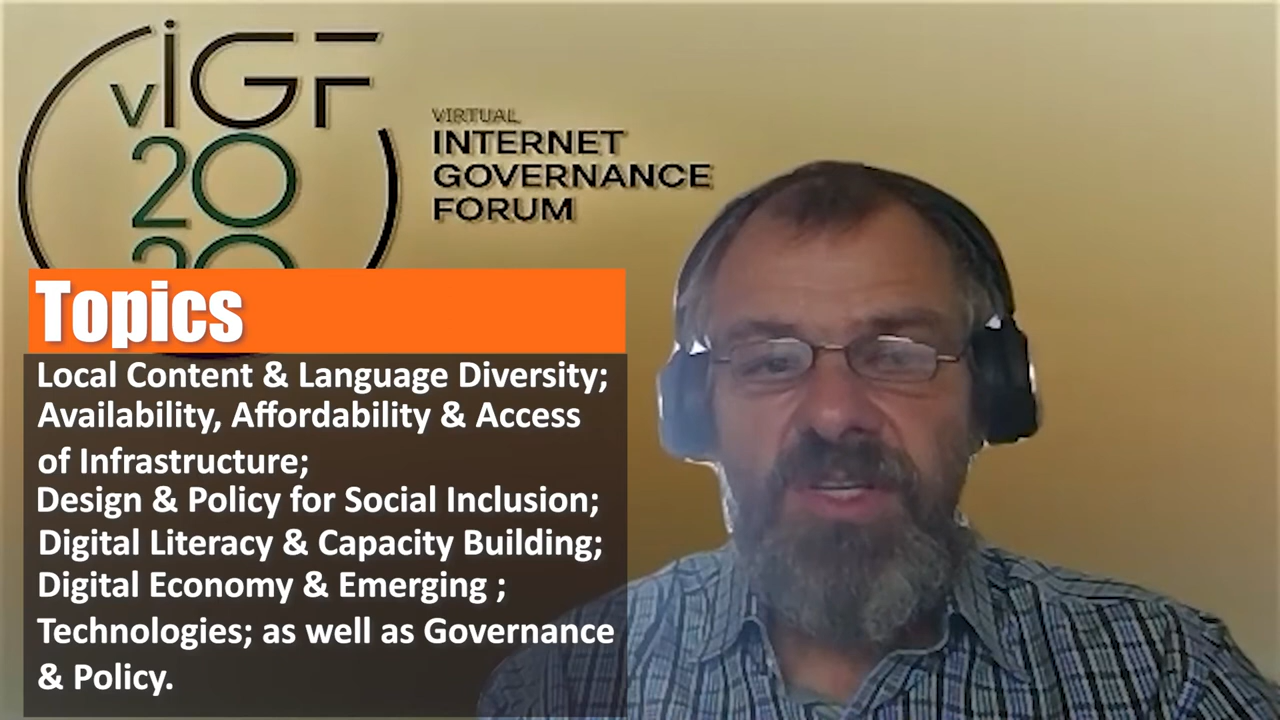 vIGF
20
20
VIRTUAL
INTERNET
GOVERNANCE
FORUM
Topics
Local Content & Language Diversity;
Availability, Affordability & Access
of Infrastructure;
Design & Policy for Social Inclusion;
Digital Literacy & Capacity Building;
Digital Economy & Emerging ;
Technologies; as well as Governance
& Policy.